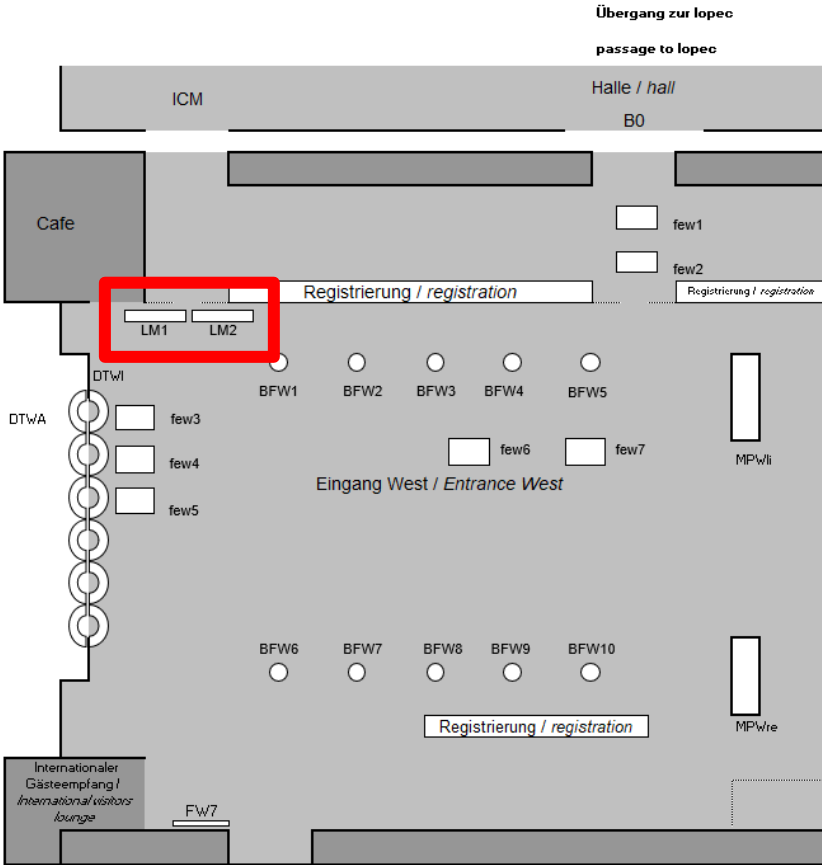 Übergang zur lopec
passage to lopec
ICM
Halle / hall
B0
Cafe
few1
few2
Registrierung / registration
Registrierung / registration
LM1
LM2
DTWI
BFW1
BFW2
BFW3
BFW4
BFW5
DTWA
few3
few4
few5
few6
few7
MPWli
Eingang West / Entrance West
BFW6
BFW7
BFW8
BFW9
BFW10
Registrierung / registration
MPWre
Internationaler
Gästeempfang /
International visitors
lounge
FW7